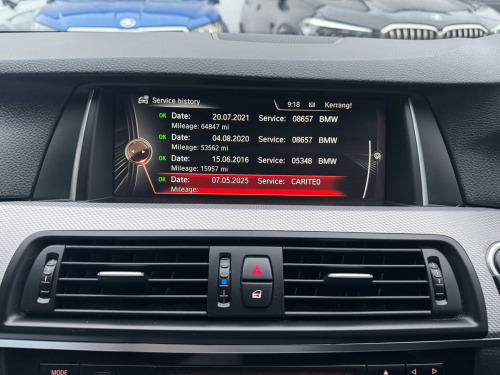 Service history 9:18 Kerrang!
OK Date: 20.07.2021 Service: 08657 BMW
Mileage: 64847 mi
OK Date: 04.08.2020 Service: 08657 BMW
Mileage: 53562 mi
OK Date: 15.06.2016 Service: 05348 BMW
Mileage: 15957 mi
OK Date: 07.05.2025 Service: CARITE0
Mileage:
MODE